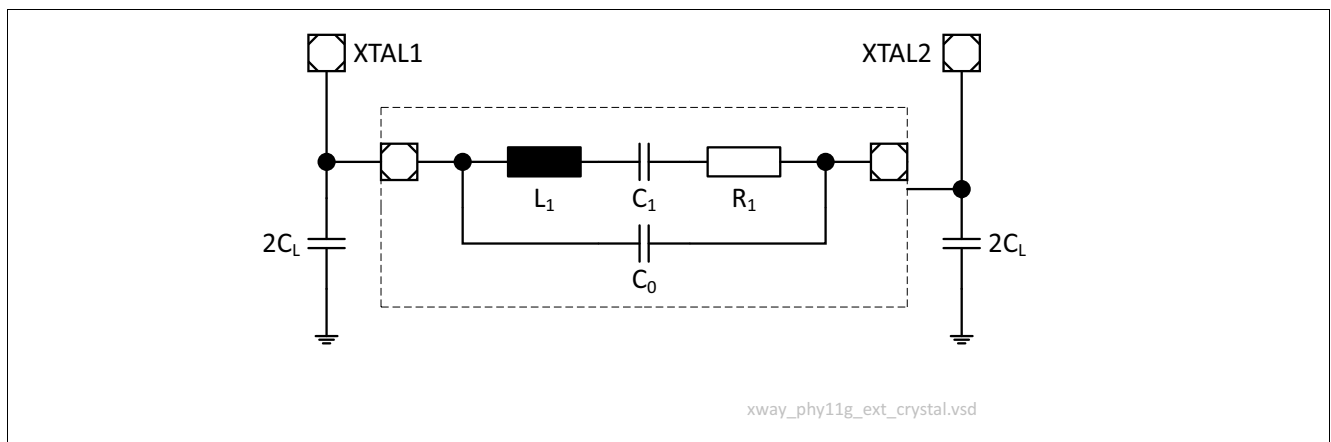 XTAL1
XTAL2
L1
C1
R1
2CL
2CL
C0
xway_phy11g_ext_crystal.vsd